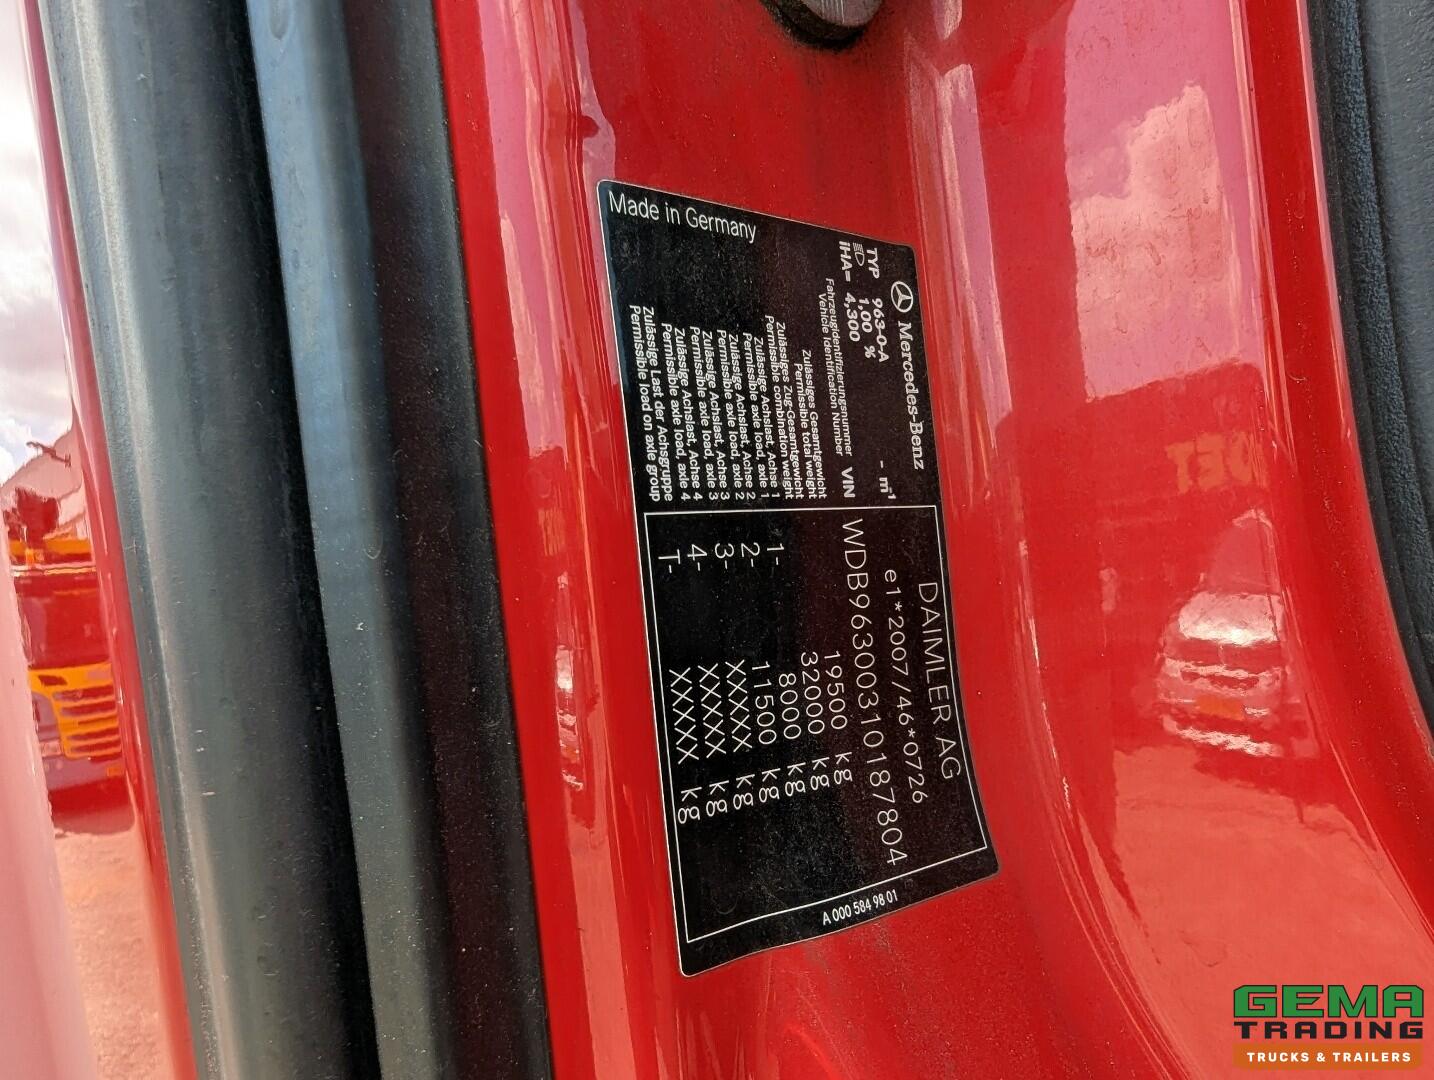 Mercedes-Benz
TYP 963-0-A - m¹
1,00 %
iHA= 4,300
Made in Germany
Fahrzeugidentifizierungsnummer
Vehicle Identification Number VIN
Zulässiges Gesamtgewicht
Permissible total weight
Zulässiges Zug-Gesamtgewicht
Permissible combination weight
Zulässige Achslast, Achse 1
Permissible axle load, axle 1
Zulässige Achslast, Achse 2
Permissible axle load, axle 2
Zulässige Achslast, Achse 3
Permissible axle load, axle 3
Zulässige Achslast, Achse 4
Permissible axle load, axle 4
Zulässige Last der Achsgruppe
Permissible load on axle group
DAIMLER AG
e1*2007/46*0726
WDB96300310187804
19500 kg
32000 kg
1- 8000 kg
2- 11500 kg
3- XXXXX kg
4- XXXXX kg
T- XXXXX kg
A 000 584 98 01
GEMA
TRADING
TRUCKS & TRAILERS